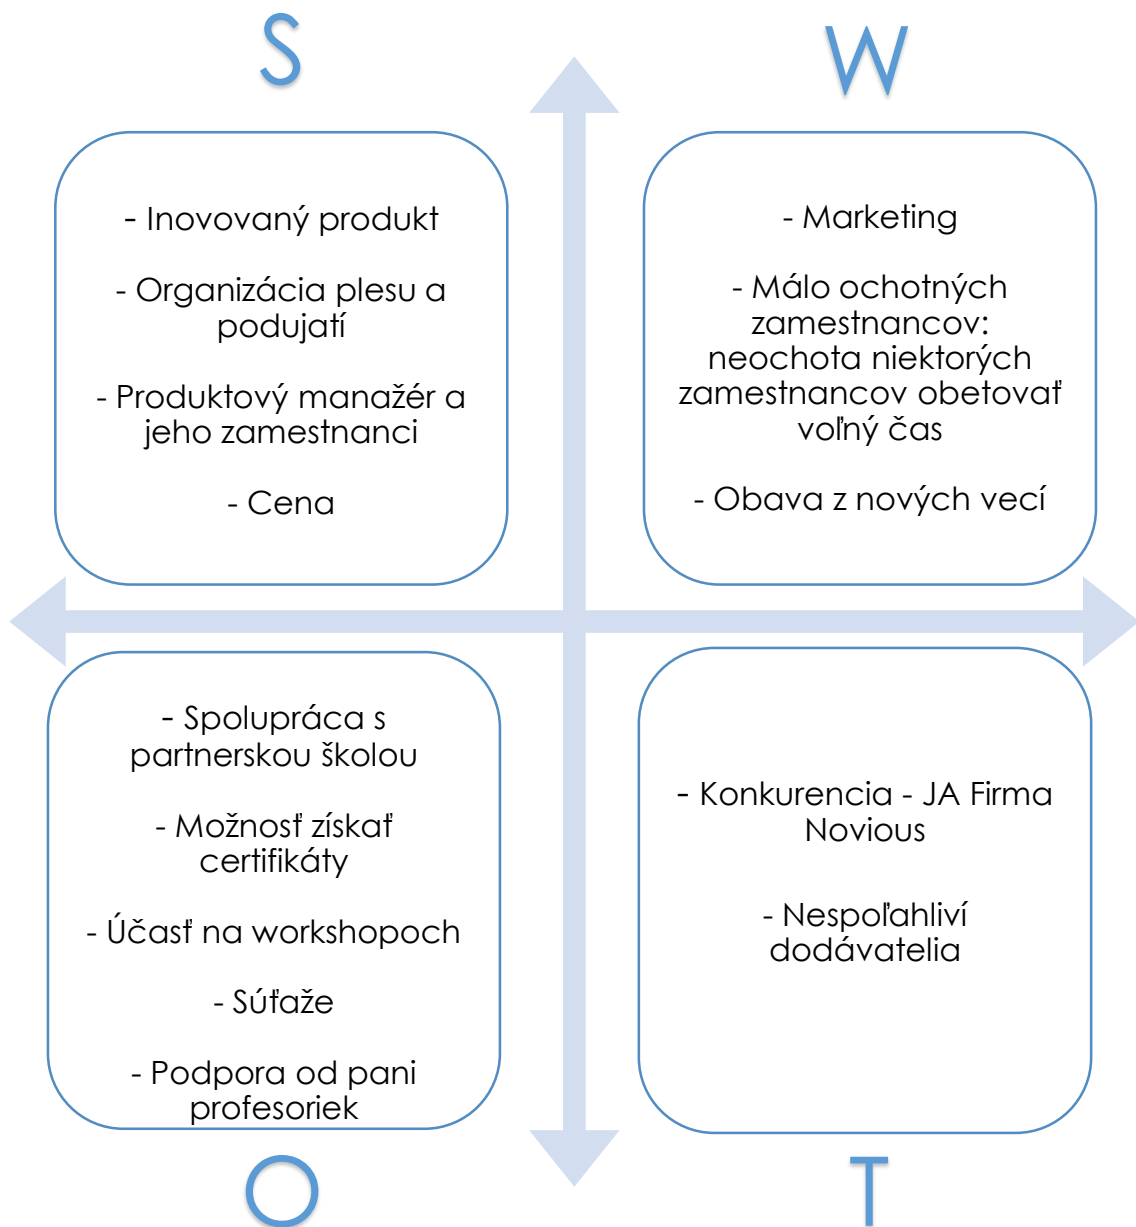 S
- Inovovaný produkt
- Organizácia plesu a
podujatí
- Produktový manažér a
jeho zamestnanci
- Cena
W
- Marketing
- Málo ochotných
zamestnancov:
neochota niektorých
zamestnancov obetovať
voľný čas
- Obava z nových vecí
- Spolupráca s
partnerskou školou
- Možnosť získať
certifikáty
- Účasť na workshopoch
- Súťaže
- Podpora od pani
profesoriek
O
- Konkurencia - JA Firma
Novious
- Nespoľahliví
dodávatelia
T